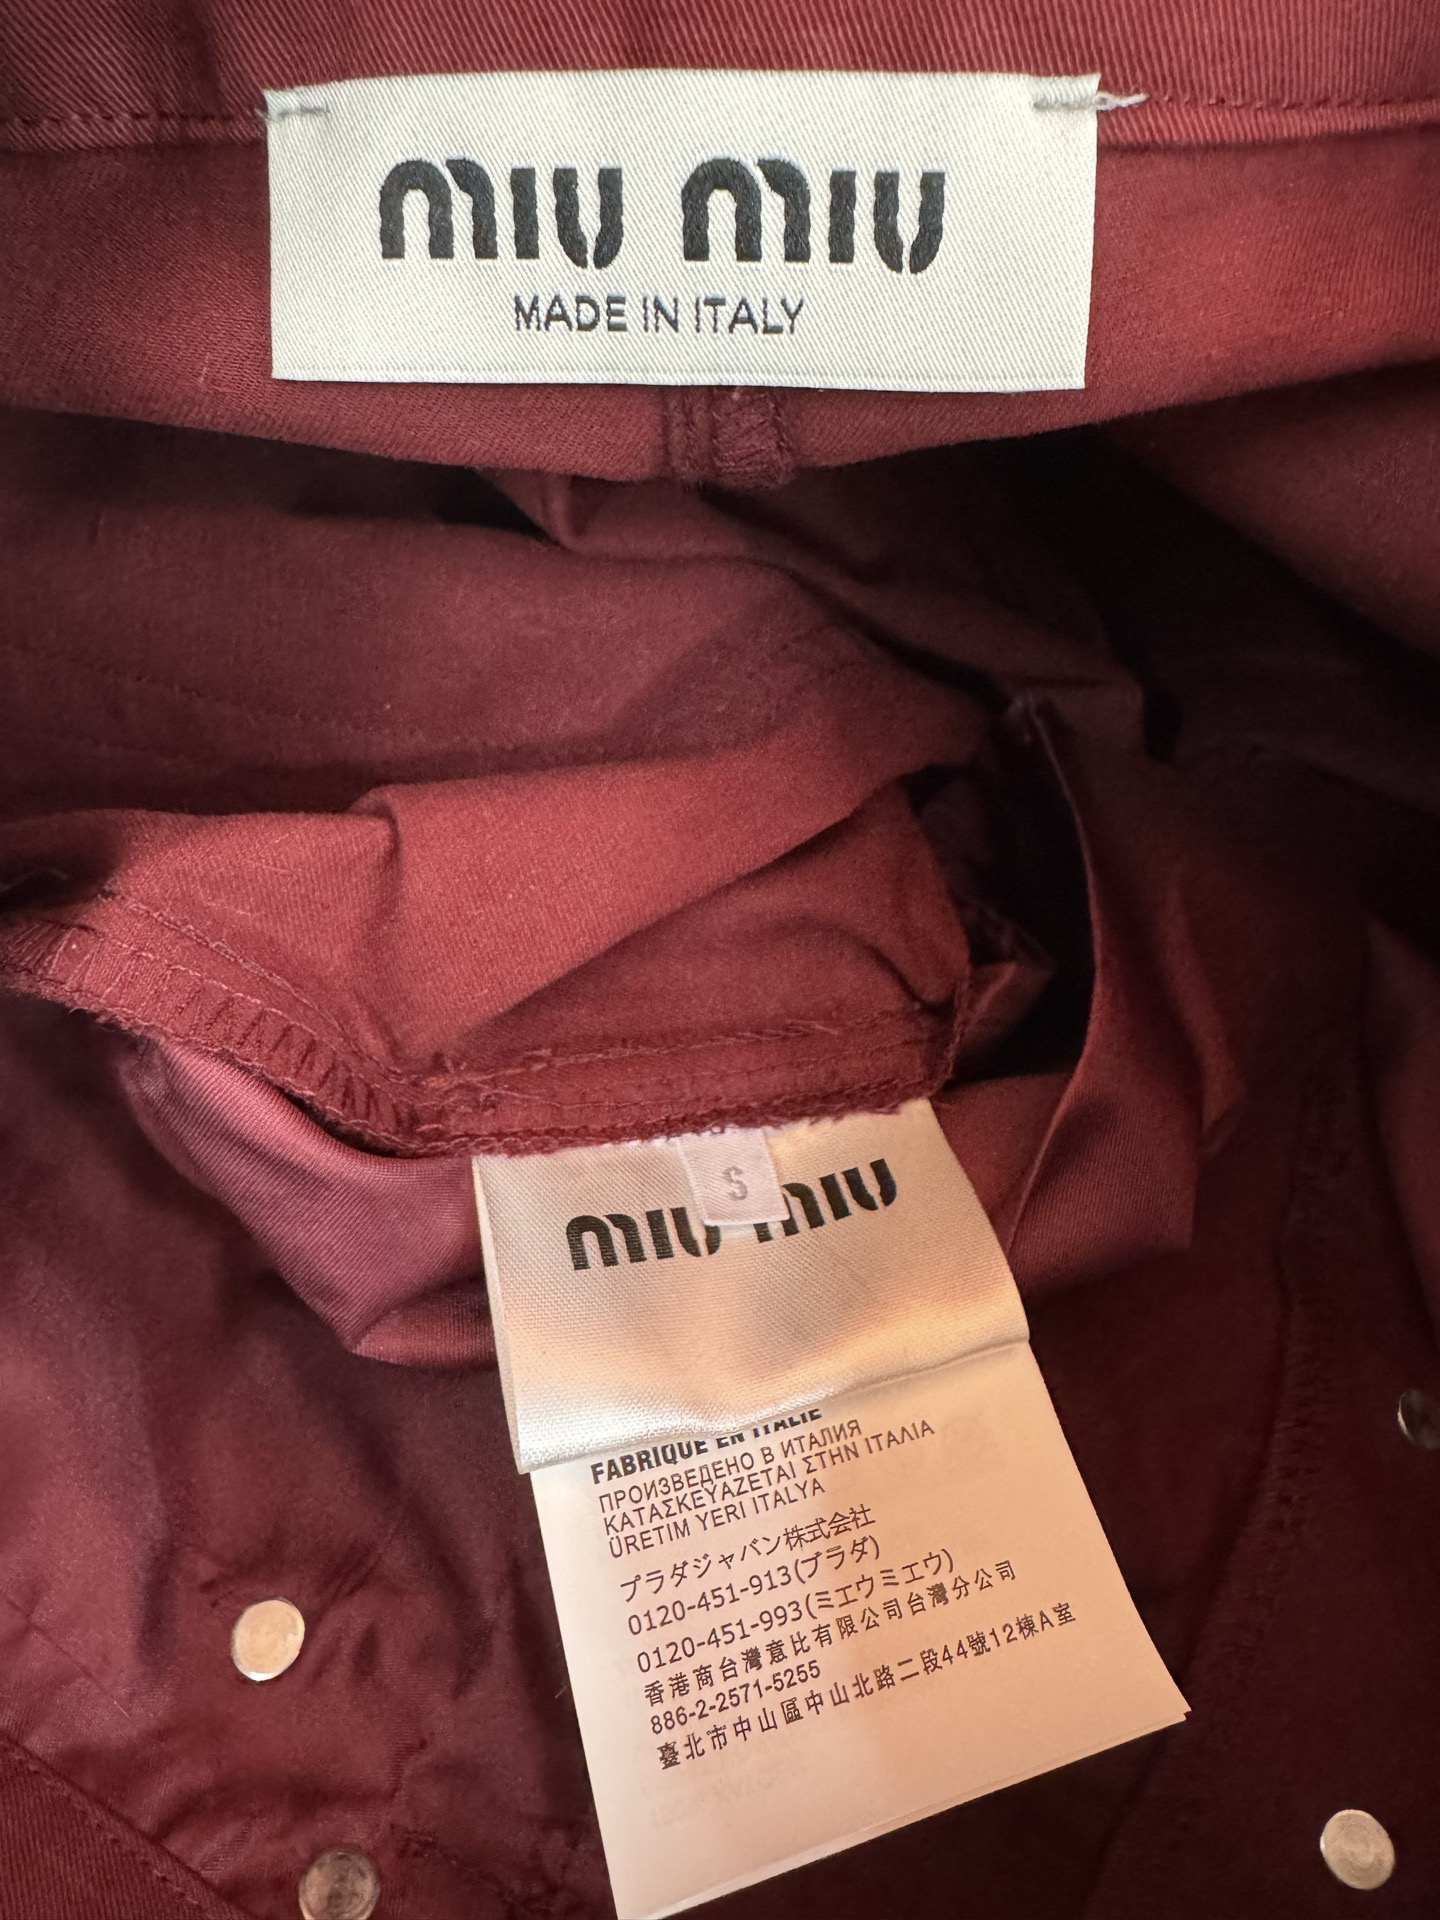 miu miu
MADE IN ITALY
S
miu miu
FABRIQUÉ EN ITALIE
ПРОИЗВЕДЕНО В ИТАЛИЯ
ΚΑΤΑΣΚΕΥΑΖΕΤΑΙ ΣΤΗΝ ΙΤΑΛΙΑ
ÜRETIM YERI ITALYA
プラダジャパン株式会社
0120-451-913(プラダ)
0120-451-993(ミュウミュウ)
香港商台灣意比有限公司台灣分公司
886-2-2571-5255
臺北市中山區中山北路二段44號12棟A室